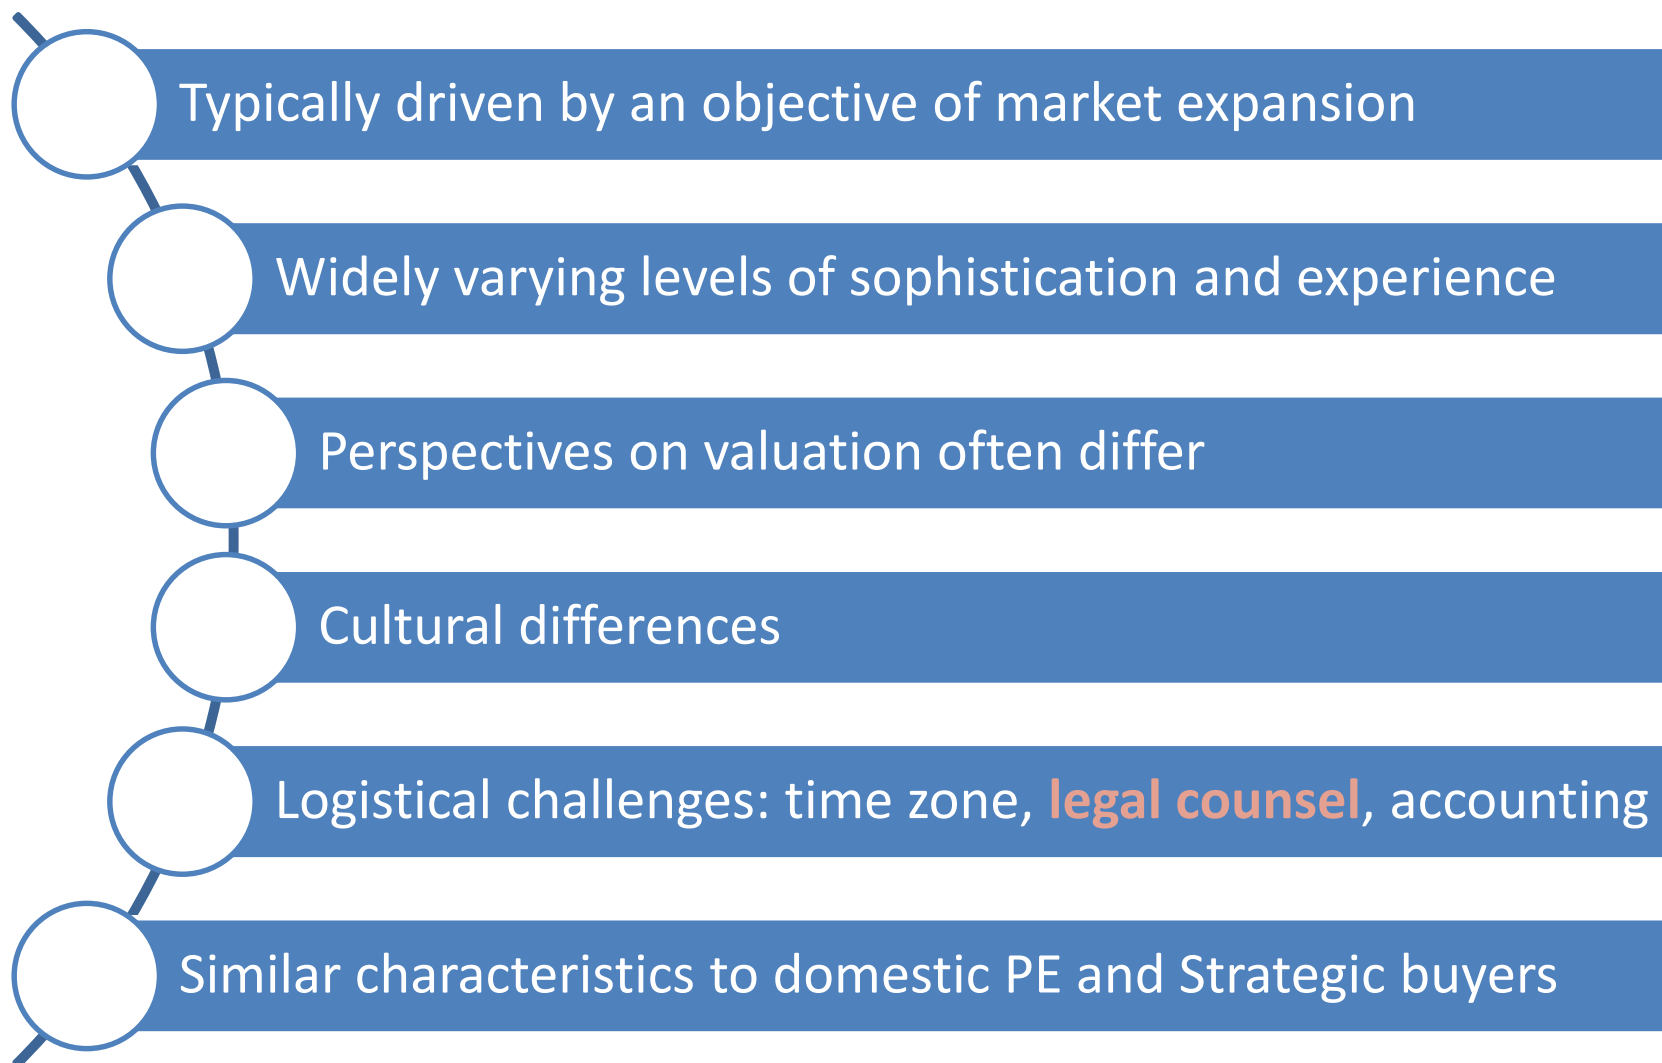 Typically driven by an objective of market expansion
Widely varying levels of sophistication and experience
Perspectives on valuation often differ
Cultural differences
Logistical challenges: time zone, legal counsel, accounting
Similar characteristics to domestic PE and Strategic buyers